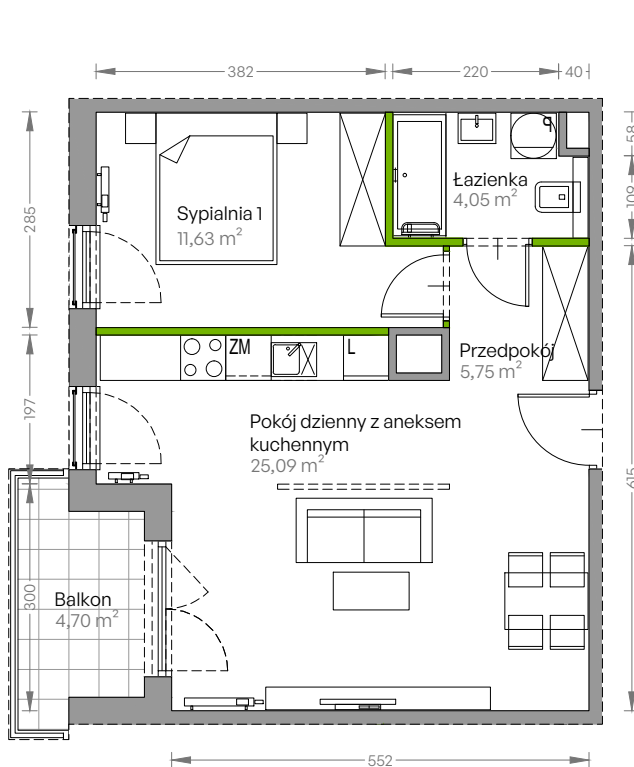 382
220
40
58
109
285
Łazienka
4,05 m²
Sypialnia 1
11,63 m²
ZM
L
Przedpokój
5,75 m²
197
Pokój dzienny z aneksem
kuchennym
25,09 m²
615
300
Balkon
4,70 m²
552